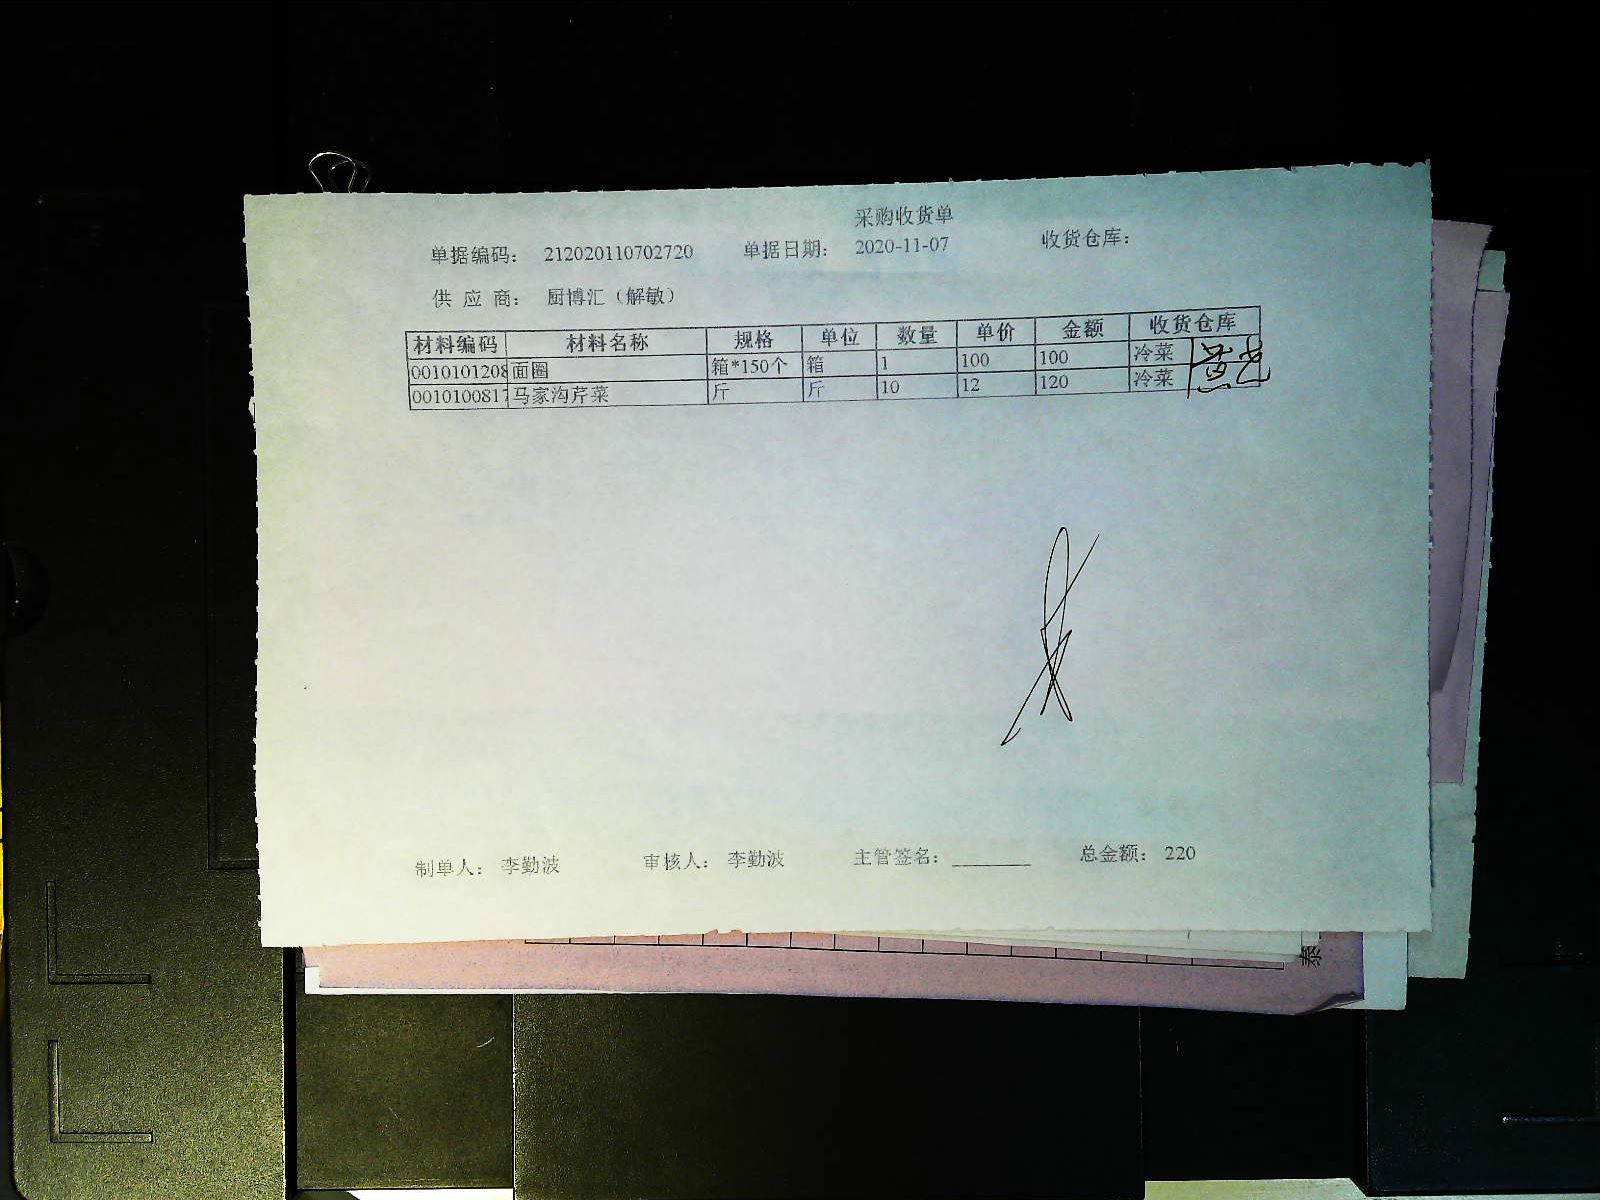 采购收货单
单据编码： 212020110702720 单据日期： 2020-11-07 收货仓库：
供 应 商： 厨博汇（解敏）
材料编码 材料名称 规格 单位 数量 单价 金额 收货仓库
0010101208 面圈 箱*150个 箱 1 100 100 冷菜
0010100817 马家沟芹菜 斤 斤 10 12 120 冷菜
制单人： 李勤波 审核人： 李勤波 主管签名： 总金额： 220
泰